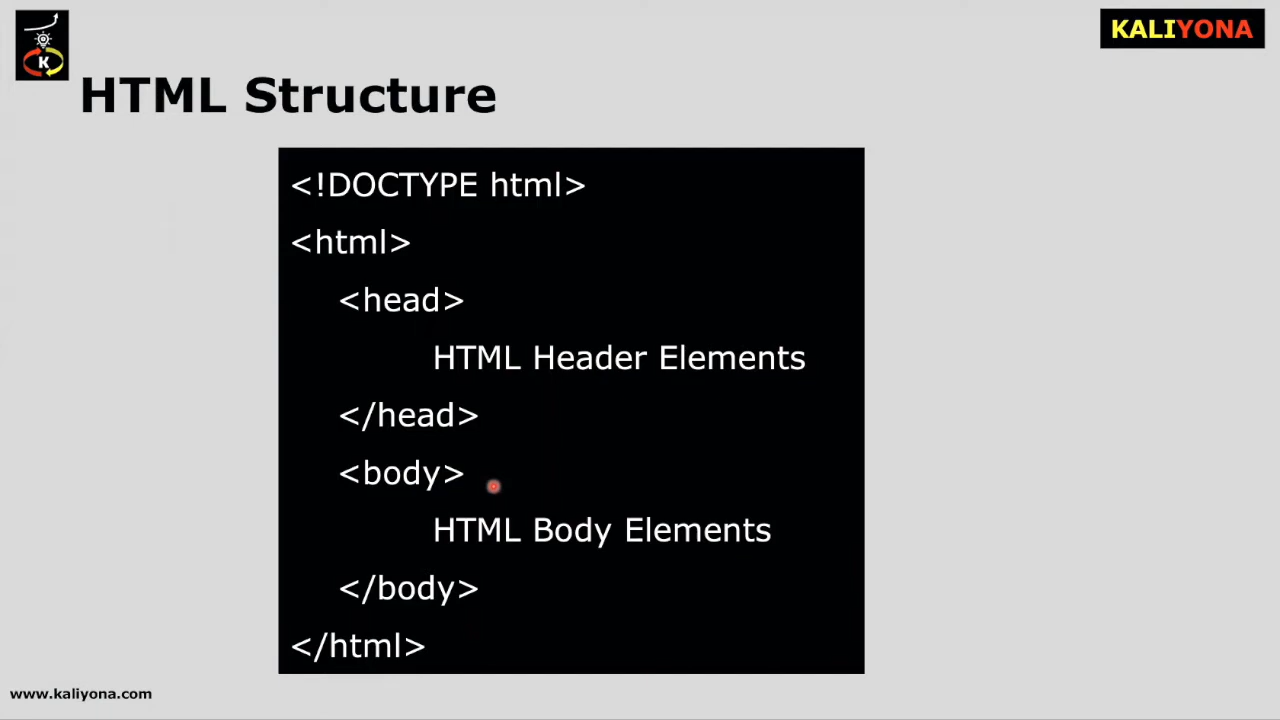 K
KALIYONA
HTML Structure
<!DOCTYPE html>
<html>
<head>
HTML Header Elements
</head>
<body>
HTML Body Elements
</body>
</html>
www.kaliyona.com